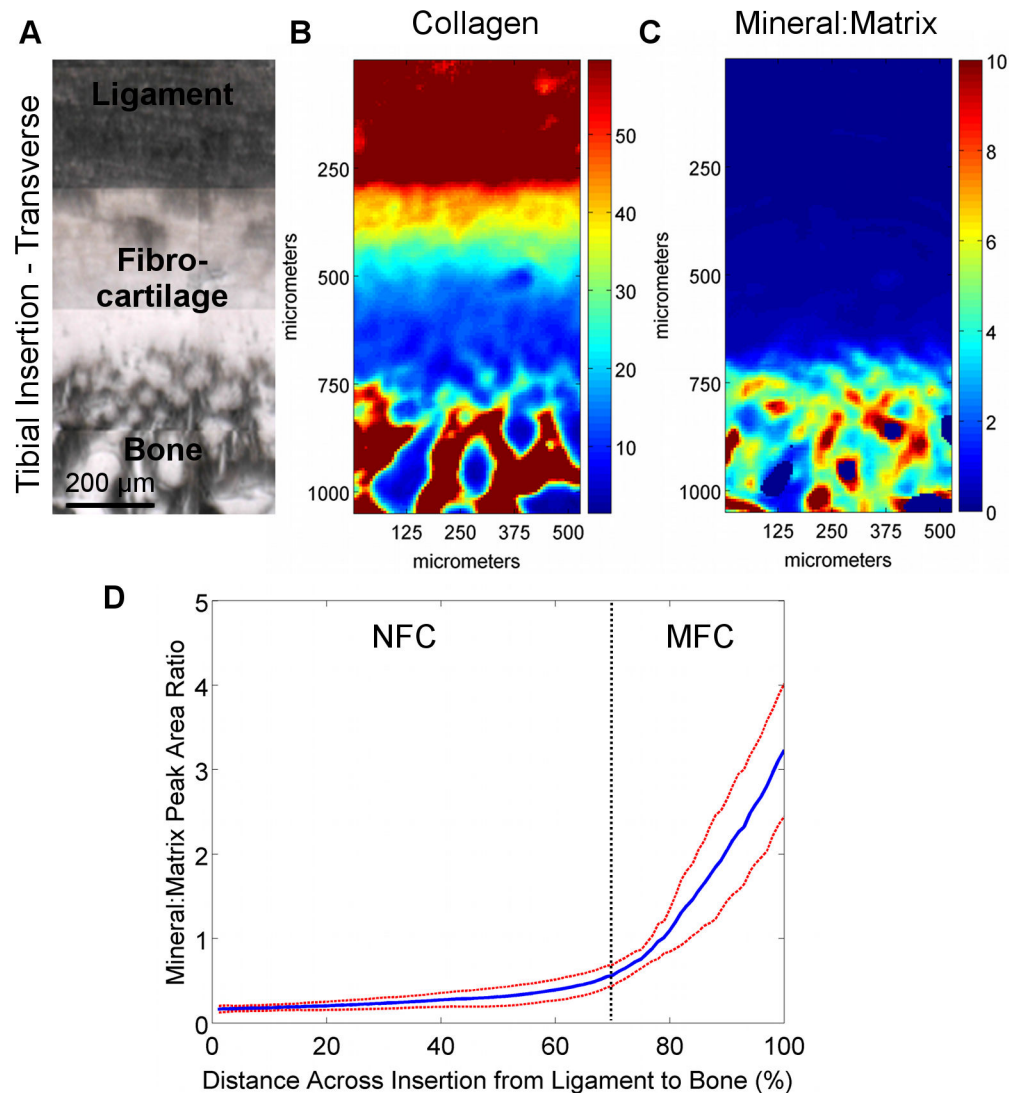 A
B
Collagen
C
Mineral:Matrix
Tibial Insertion - Transverse
Ligament
Fibro-
cartilage
Bone
200 μm
250
500
750
1000
micrometers
125 250 375 500
micrometers
50
40
30
20
10
250
500
750
1000
micrometers
125 250 375 500
micrometers
10
8
6
4
2
0
D
NFC
MFC
5
4
3
2
1
0
Mineral:Matrix Peak Area Ratio
0 20 40 60 80 100
Distance Across Insertion from Ligament to Bone (%)